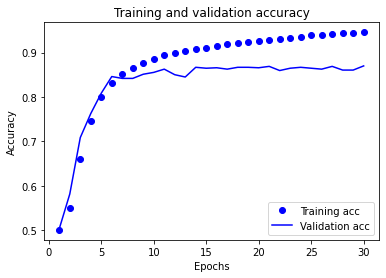 Training and validation accuracy
0.9
0.8
0.7
0.6
0.5
Accuracy
Training acc
Validation acc
0 5 10 15 20 25 30
Epochs